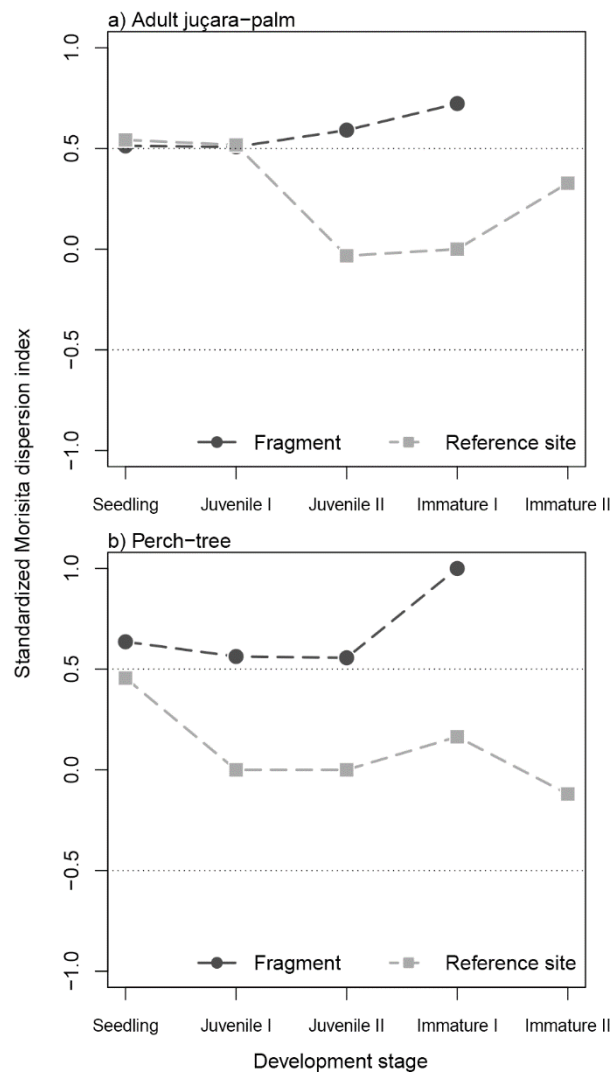 a) Adult juçara−palm
1.0
0.5
0.0
−0.5
−1.0
Fragment
Reference site
Seedling
Juvenile I
Juvenile II
Immature I
Immature II
Standardized Morisita dispersion index
b) Perch−tree
1.0
0.5
0.0
−0.5
−1.0
Fragment
Reference site
Seedling
Juvenile I
Juvenile II
Immature I
Immature II
Development stage